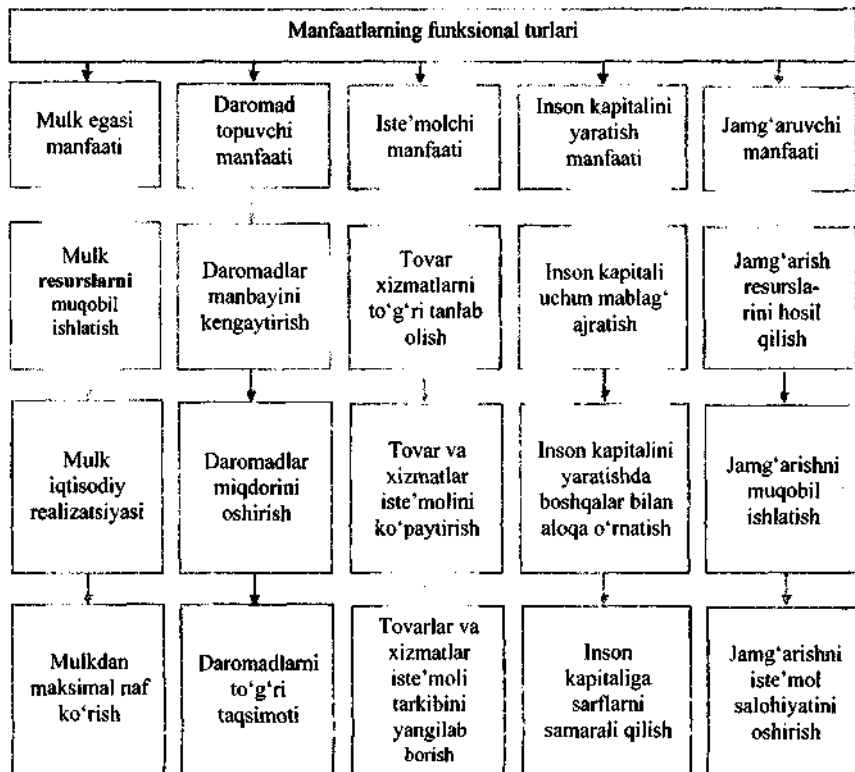 Manfaatlarning funksional turlari
Mulk egasi
manfaati
Daromad
topuvchi
manfaati
Iste’molchi
manfaati
Inson kapitalini
yaratish
manfaati
Jamg‘aruvchi
manfaati
Mulk
resurslarni
muqobil
ishlatish
Daromadlar
manbayini
kengaytirish
Tovar
xizmatlarni
to‘g‘ri tanlab
olish
Inson kapitali
uchun mablag‘
ajratish
Jamg‘arish
resursla-
rini hosil
qilish
Mulk
iqtisodiy
realizatsiyasi
Daromadlar
miqdorini
oshirish
Tovar va
xizmatlar
iste’molini
ko‘paytirish
Inson kapitalini
yaratishda
boshqalar bilan
aloqa o‘rnatish
Jamg‘arishni
muqobil
ishlatish
Mulkdan
maksimal naf
ko‘rish
Daromadlarni
to‘g‘ri
taqsimoti
Tovarlar va
xizmatlar
iste’moli
tarkibini
yangilab
borish
Inson
kapitaliga
sarflarni
samarali qilish
Jamg‘arishni
iste’mol
salohiyatini
oshirish